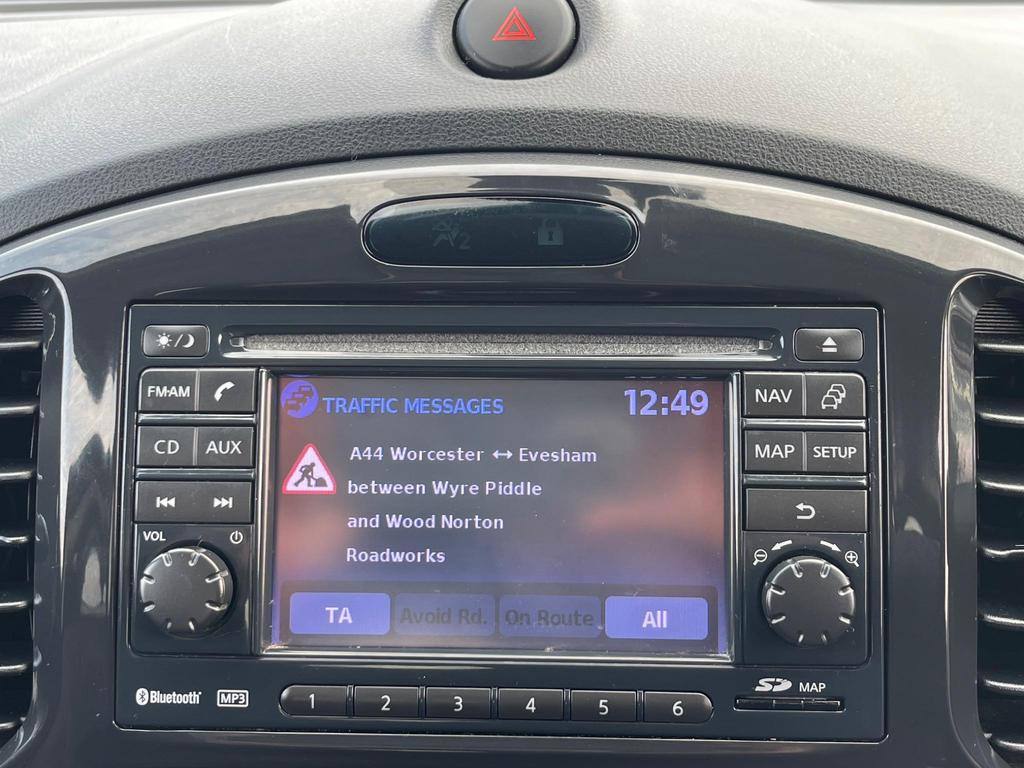 2
FM·AM
TRAFFIC MESSAGES
12:49
NAV
CD AUX
A44 Worcester ↔ Evesham
MAP SETUP
between Wyre Piddle
and Wood Norton
VOL
Roadworks
TA Avoid Rd. On Route All
Bluetooth MP3
1 2 3 4 5 6
SD MAP